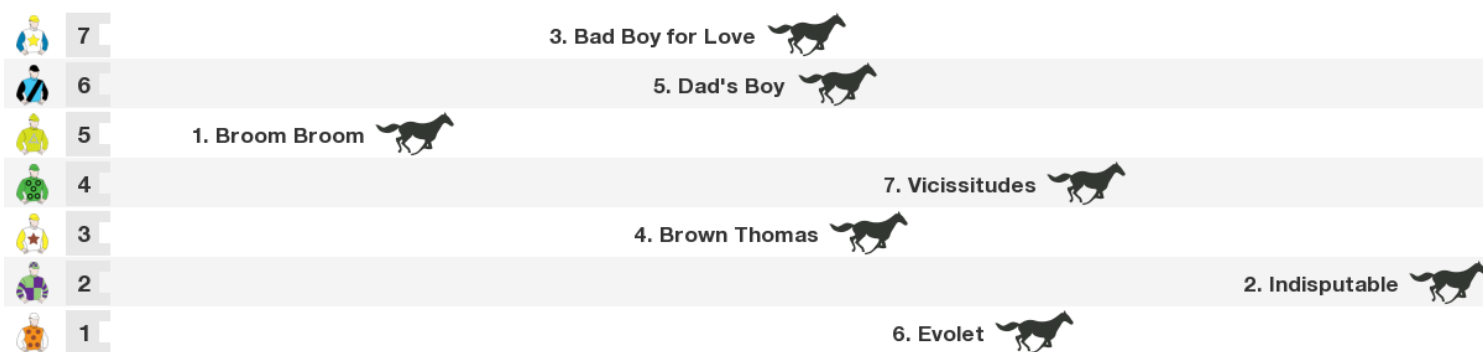 7 3. Bad Boy for Love
6 5. Dad's Boy
5 1. Broom Broom
4 7. Vicissitudes
3 4. Brown Thomas
2 2. Indisputable
1 6. Evolet